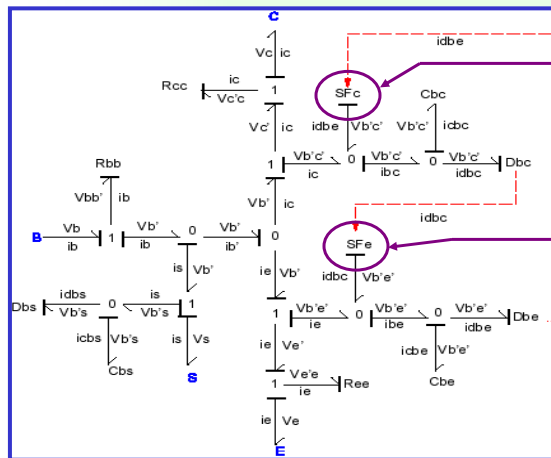 C
idbe
Vc ic
ic
Rcc
Vc'c
1
SFc
Cbc
idbe Vb'c'
Vb'c' icbc
Vc' ic
Vb'c'
Vb'c'
Vb'c'
1
ic
0
ibc
0
idbc
Dbc
Rbb
Vbb' ib
Vb' ic
idbc
Vb
Vb'
0
Vb'
B
ib
1
ib
ib'
0
SFe
is Vb'
ie Vb'
idbc Vb'e'
idbs
0
is
Vb'e'
0
Vb'e'
Vb'e'
Dbs
Vb's
Vb's
1
1
ie
ibe
0
idbe
Dbe
icbs Vb's
is Vs
ie Ve'
icbe Vb'e'
Cbs
S
Ve'e
Cbe
1
ie
Ree
ie Ve
E